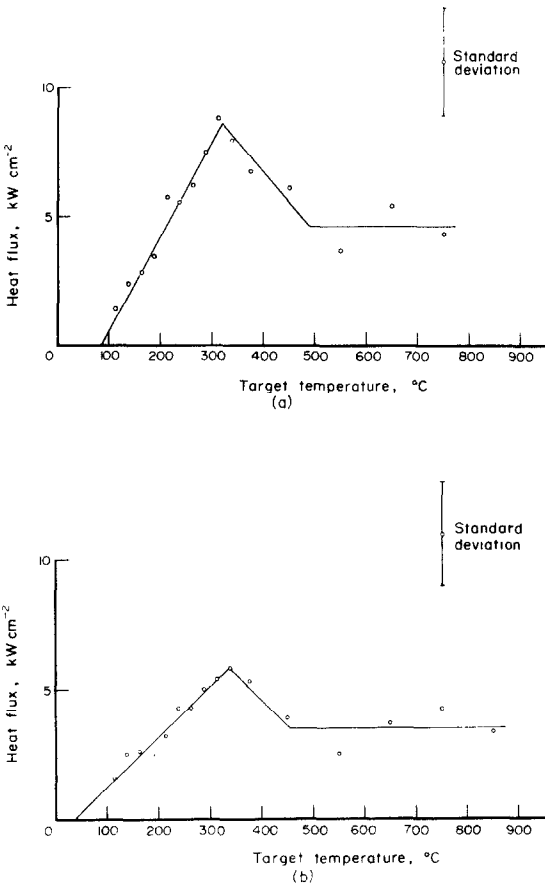 Standard
deviation
10
5
0
Heat flux, kW cm⁻²
100 200 300 400 500 600 700 800 900
Target temperature, °C
(a)
Standard
deviation
10
5
0
Heat flux, kW cm⁻²
100 200 300 400 500 600 700 800 900
Target temperature, °C
(b)